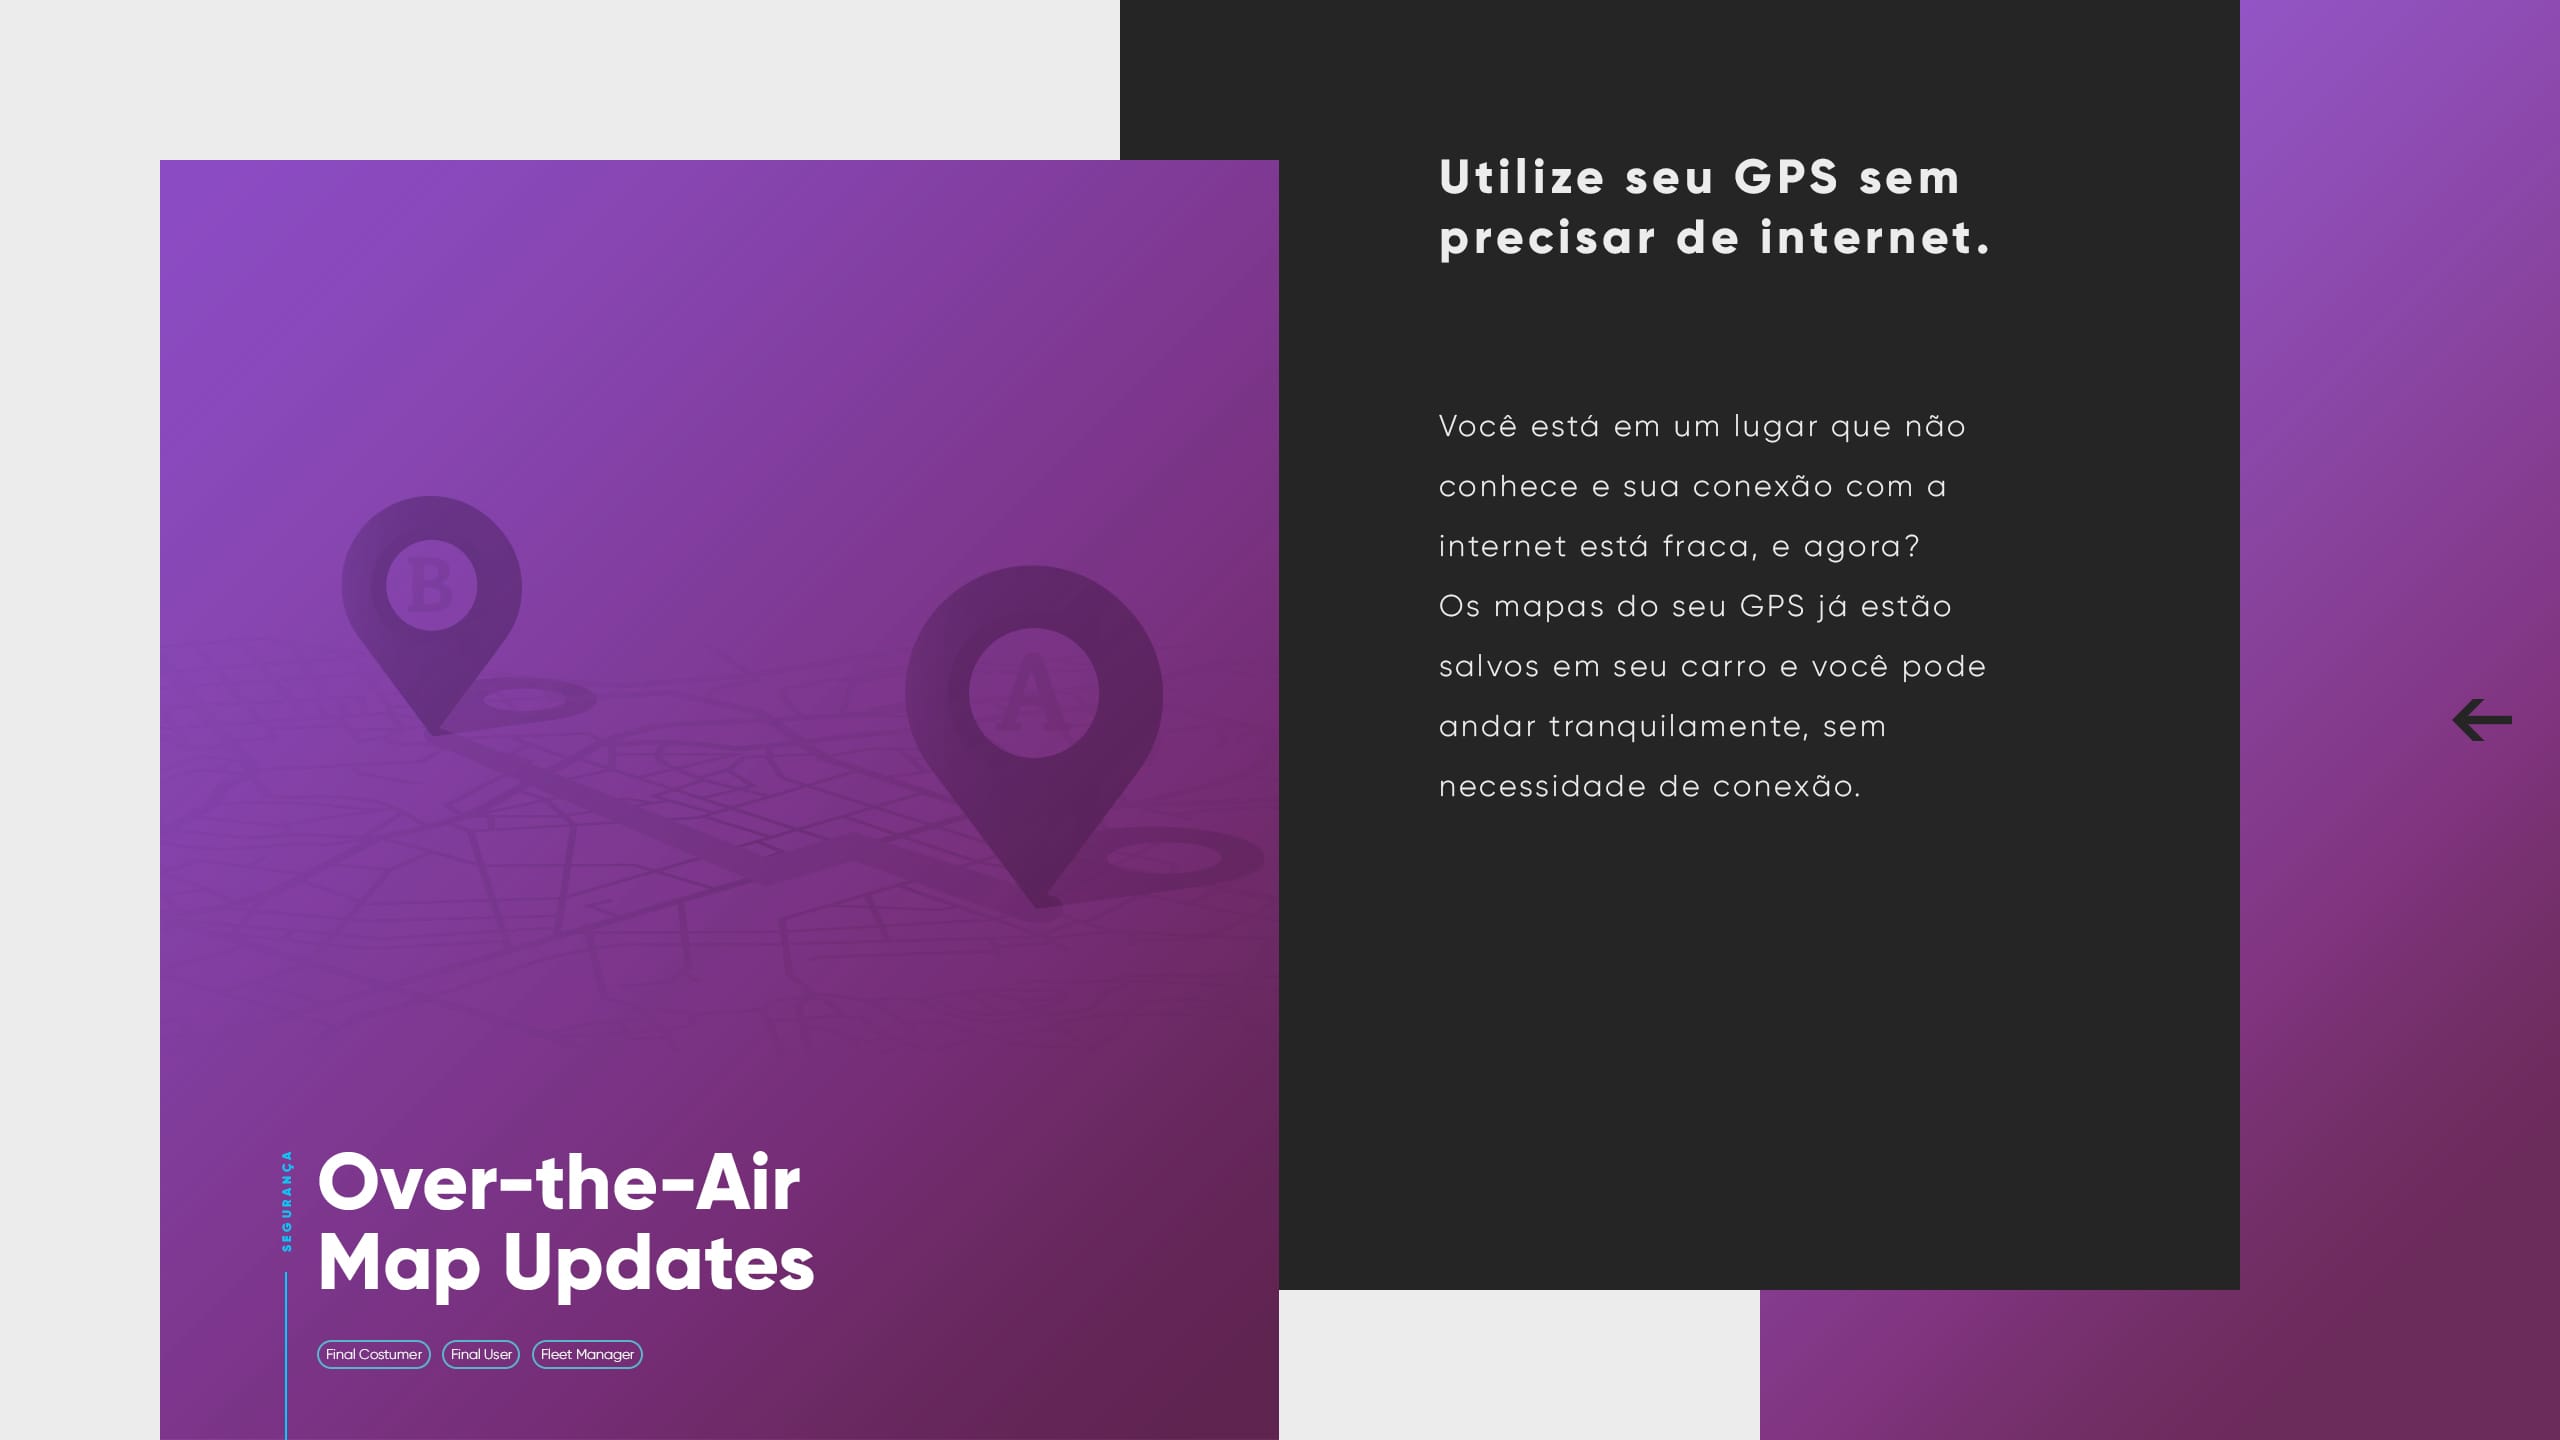 B
A
SEGURANÇA
Over-the-Air
Map Updates
Final Costumer
Final User
Fleet Manager
Utilize seu GPS sem
precisar de internet.
Você está em um lugar que não
conhece e sua conexão com a
internet está fraca, e agora?
Os mapas do seu GPS já estão
salvos em seu carro e você pode
andar tranquilamente, sem
necessidade de conexão.